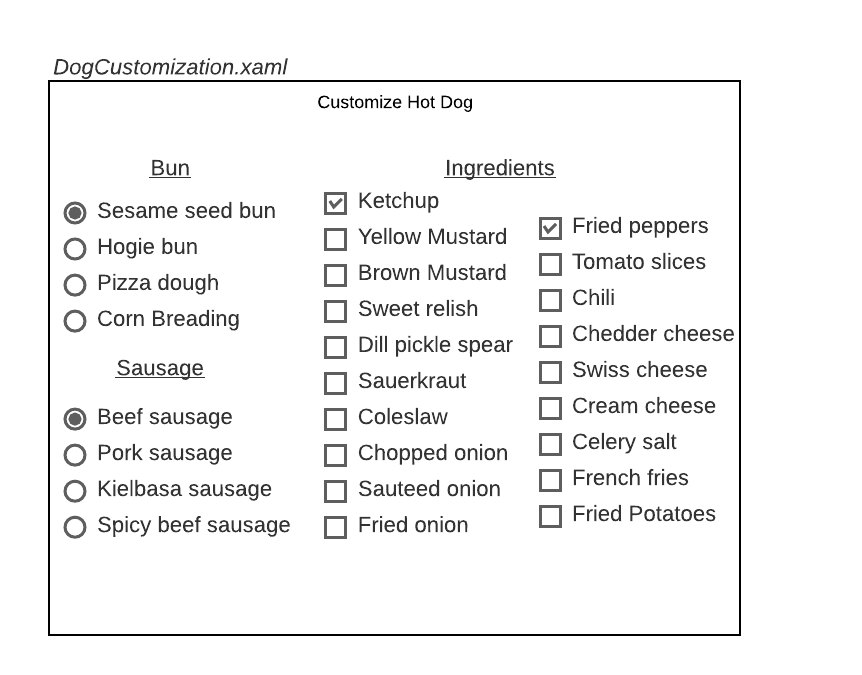 DogCustomization.xaml
Customize Hot Dog
Bun
Sesame seed bun
Hogie bun
Pizza dough
Corn Breading
Sausage
Beef sausage
Pork sausage
Kielbasa sausage
Spicy beef sausage
Ingredients
Ketchup
Yellow Mustard
Brown Mustard
Sweet relish
Dill pickle spear
Sauerkraut
Coleslaw
Chopped onion
Sauteed onion
Fried onion
Fried peppers
Tomato slices
Chili
Chedder cheese
Swiss cheese
Cream cheese
Celery salt
French fries
Fried Potatoes